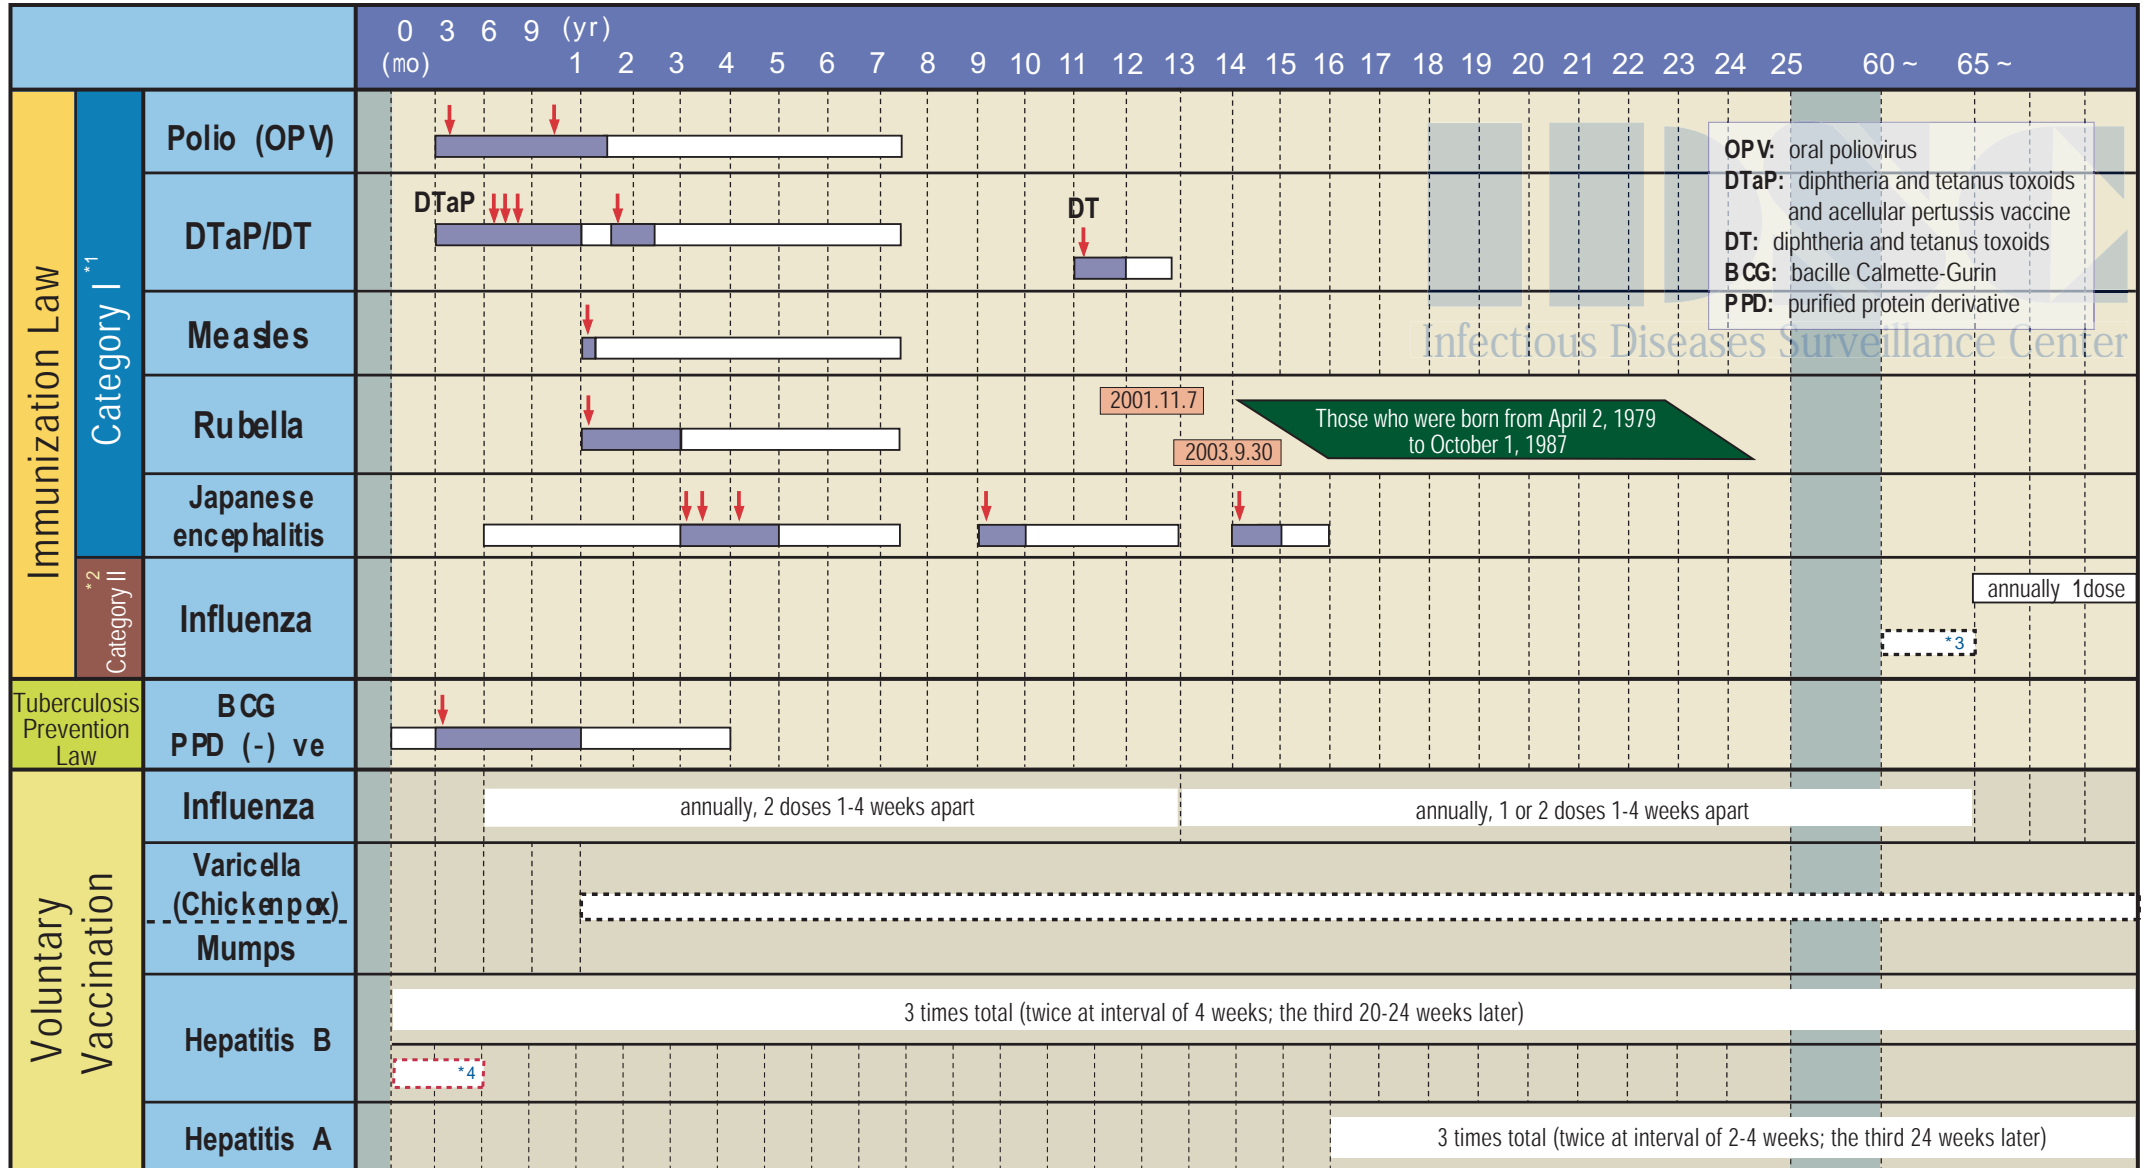 0 3 6 9 (yr)
(mo) 1 2 3 4 5 6 7 8 9 10 11 12 13 14 15 16 17 18 19 20 21 22 23 24 25 60 ~ 65 ~
Immunization Law
Category I *1
Polio (OPV)
OPV: oral poliovirus
DTaP: diphtheria and tetanus toxoids
and acellular pertussis vaccine
DT: diphtheria and tetanus toxoids
BCG: bacille Calmette-Gurin
PPD: purified protein derivative
IDSC
Infectious Diseases Surveillance Center
DTaP/DT
DTaP
DT
Measles
Rubella
2001.11.7
2003.9.30
Those who were born from April 2, 1979
to October 1, 1987
Japanese
encephalitis
Category II *2
Influenza
annually 1dose
*3
Tuberculosis
Prevention
Law
BCG
PPD (-) ve
Voluntary
Vaccination
Influenza
annually, 2 doses 1-4 weeks apart
annually, 1 or 2 doses 1-4 weeks apart
Varicella
(Chickenpox)
Mumps
Hepatitis B
3 times total (twice at interval of 4 weeks; the third 20-24 weeks later)
*4
Hepatitis A
3 times total (twice at interval of 2-4 weeks; the third 24 weeks later)